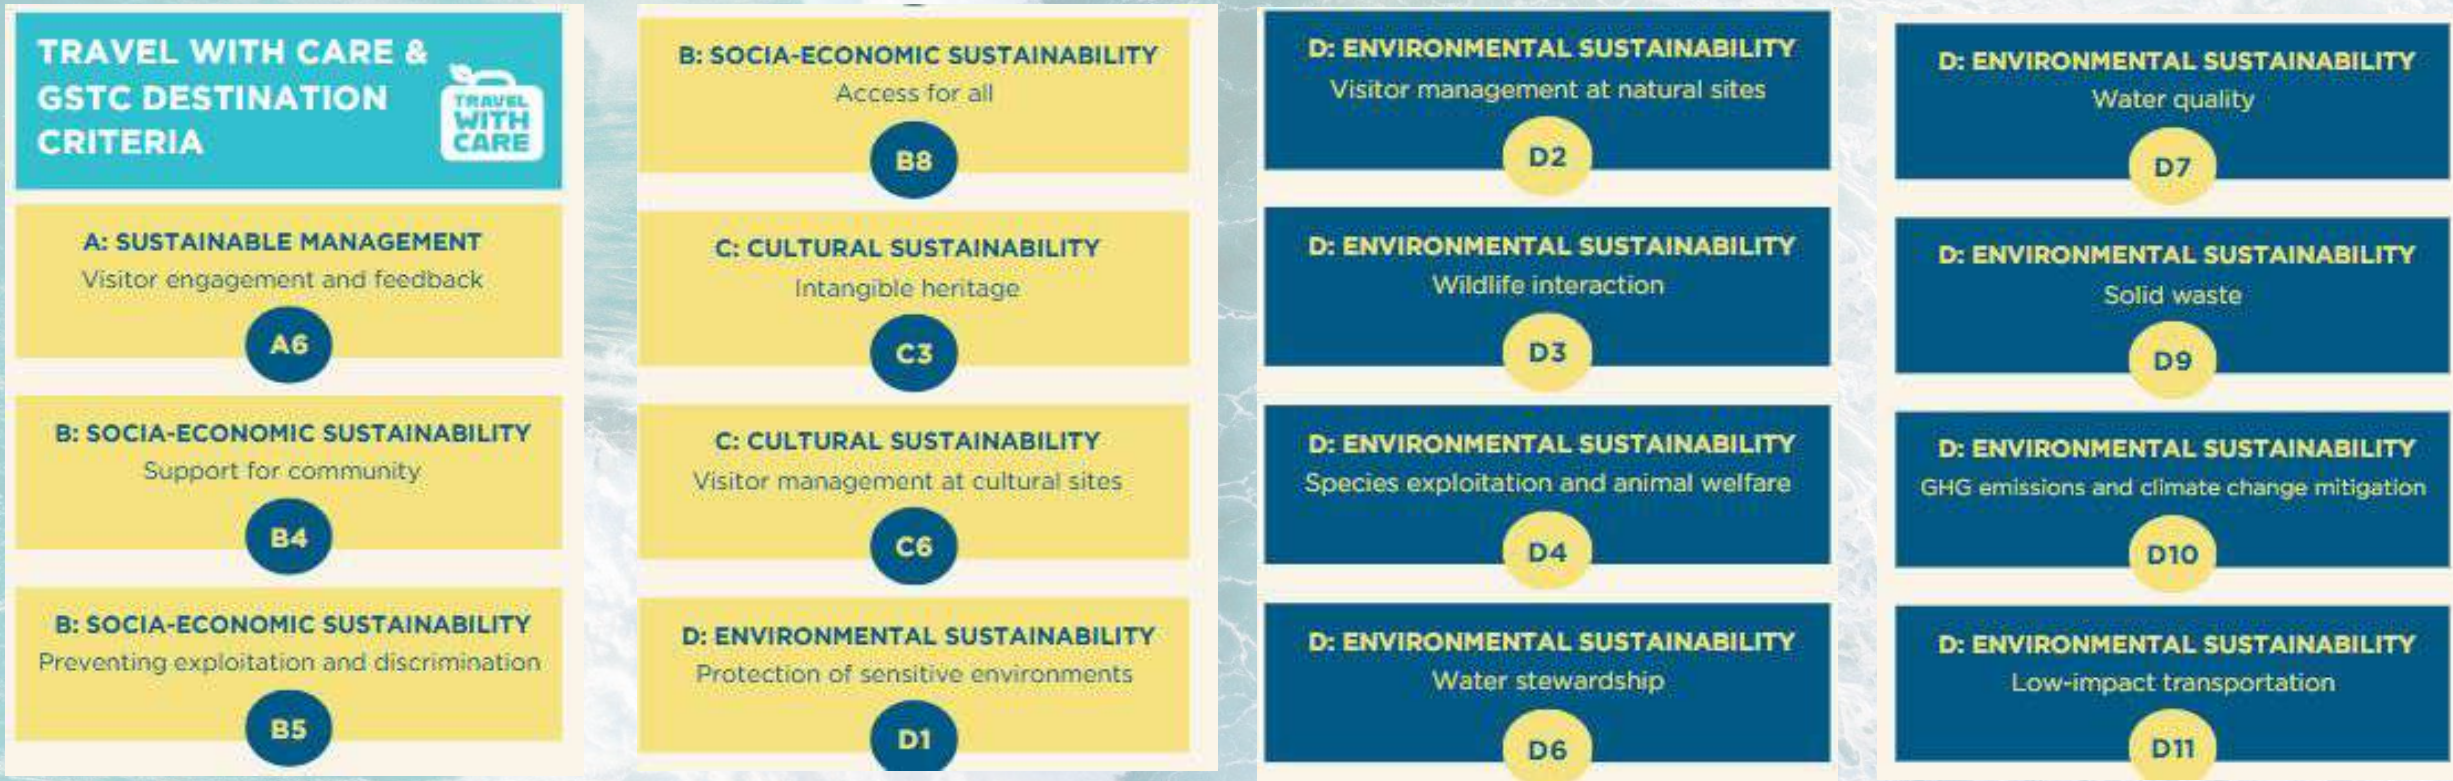 TRAVEL WITH CARE &
GSTC DESTINATION
CRITERIA
TRAVEL
WITH
CARE
A: SUSTAINABLE MANAGEMENT
Visitor engagement and feedback
A6
B: SOCIA-ECONOMIC SUSTAINABILITY
Support for community
B4
B: SOCIA-ECONOMIC SUSTAINABILITY
Preventing exploitation and discrimination
B5
B: SOCIA-ECONOMIC SUSTAINABILITY
Access for all
B8
C: CULTURAL SUSTAINABILITY
Intangible heritage
C3
C: CULTURAL SUSTAINABILITY
Visitor management at cultural sites
C6
D: ENVIRONMENTAL SUSTAINABILITY
Protection of sensitive environments
D1
D: ENVIRONMENTAL SUSTAINABILITY
Visitor management at natural sites
D2
D: ENVIRONMENTAL SUSTAINABILITY
Wildlife interaction
D3
D: ENVIRONMENTAL SUSTAINABILITY
Species exploitation and animal welfare
D4
D: ENVIRONMENTAL SUSTAINABILITY
Water stewardship
D6
D: ENVIRONMENTAL SUSTAINABILITY
Water quality
D7
D: ENVIRONMENTAL SUSTAINABILITY
Solid waste
D9
D: ENVIRONMENTAL SUSTAINABILITY
GHG emissions and climate change mitigation
D10
D: ENVIRONMENTAL SUSTAINABILITY
Low-impact transportation
D11